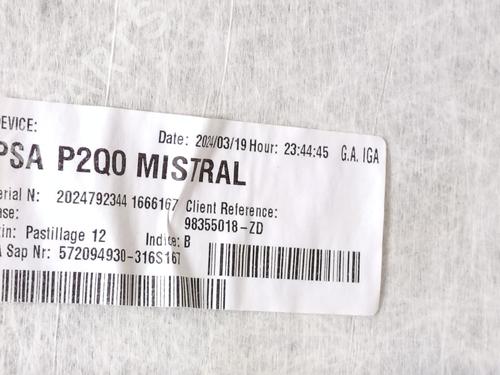 DEVICE:
Date: 2024/03/19 Hour: 23:44:45 G.A. IGA
PSA P2Q0 MISTRAL
erial N: 2024792344 1666167 Client Reference:
ase: 98355018-ZD
tin: Pastillage 12 Indice: B
A Sap Nr: 572094930-316S167